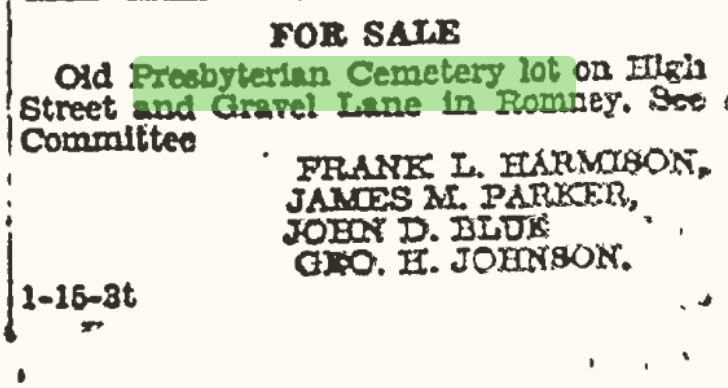 FOR SALE
Old Presbyterian Cemetery lot on High
Street and Gravel Lane in Romney. See
Committee
FRANK L. HARMISON,
JAMES M. PARKER,
JOHN D. BLUE
GEO. H. JOHNSON.
1-15-3t